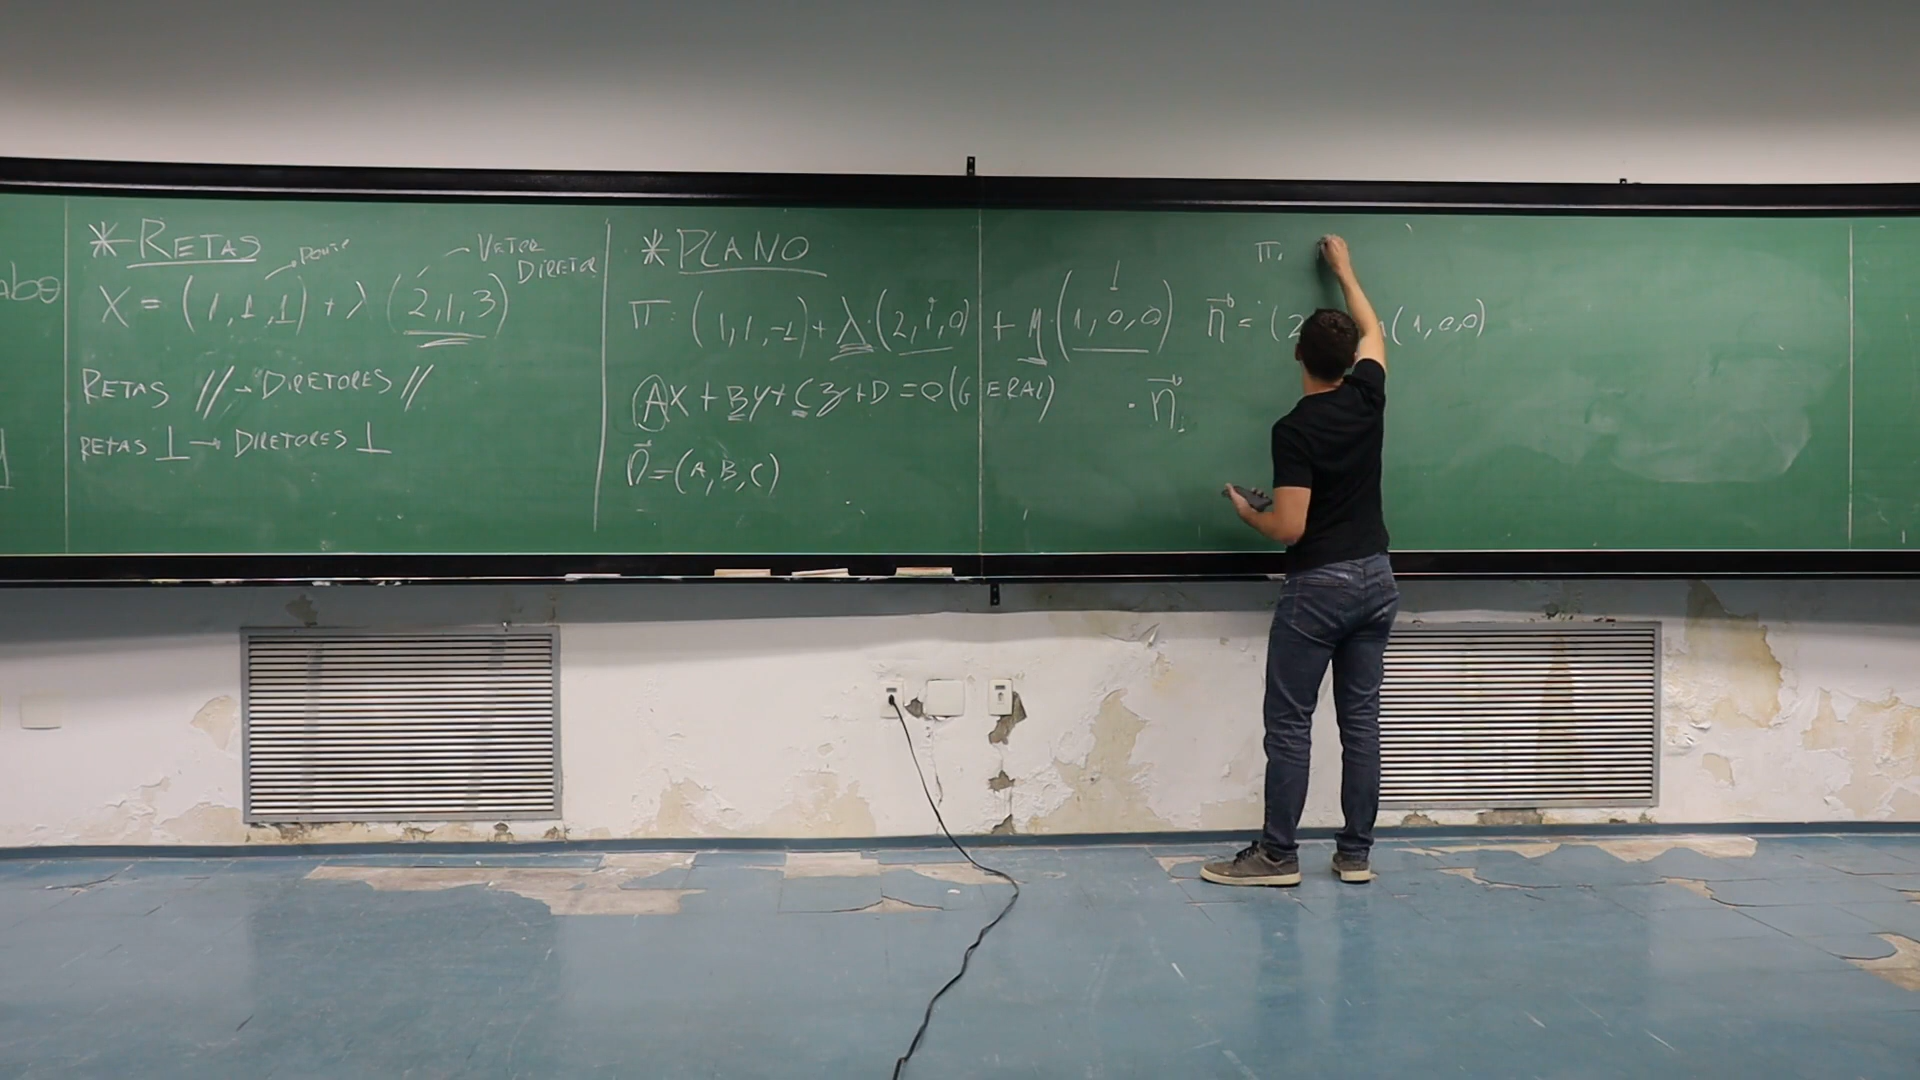 abo
* RETAS
PONTO
VETOR
DIRETOR
X = (1,1,1) + λ (2,1,3)
RETAS // → DIRETORES //
RETAS ⊥ → DIRETORES ⊥
* PLANO
π: (1,1,-1) + λ·(2,1,0) + η·(1,0,0)
AX + BY + CZ + D = 0 (GERAL)
n⃗ = (A,B,C)
π₁
n⃗ = (2 (1,0,0)
· n⃗₁